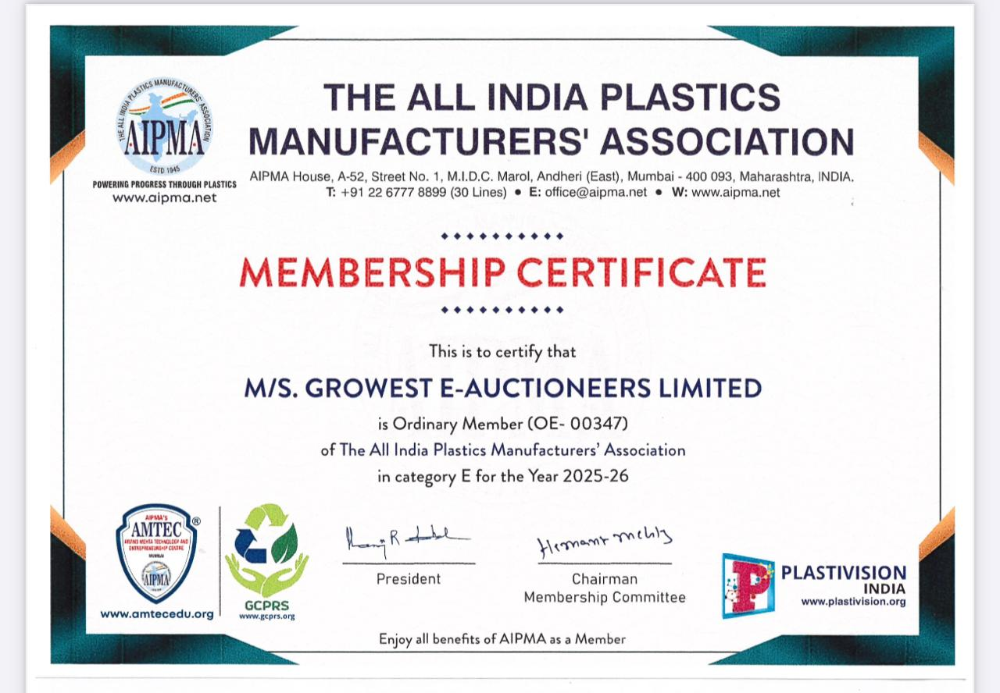 THE ALL INDIA PLASTICS MANUFACTURERS' ASSOCIATION
AIPMA
ESTD 1945
POWERING PROGRESS THROUGH PLASTICS
www.aipma.net
THE ALL INDIA PLASTICS
MANUFACTURERS' ASSOCIATION
AIPMA House, A-52, Street No. 1, M.I.D.C. Marol, Andheri (East), Mumbai - 400 093, Maharashtra, INDIA.
T: +91 22 6777 8899 (30 Lines) • E: office@aipma.net • W: www.aipma.net
MEMBERSHIP CERTIFICATE
This is to certify that
M/S. GROWEST E-AUCTIONEERS LIMITED
is Ordinary Member (OE- 00347)
of The All India Plastics Manufacturers’ Association
in category E for the Year 2025-26
AIPMA'S
AMTEC
®
ARVIND MEHTA TECHNOLOGY AND
ENTREPRENEURSHIP CENTRE
MUMBAI
AIPMA
www.amtecedu.org
GCPRS
www.gcprs.org
President
Hemant Mehta
Chairman
Membership Committee
P
PLASTIVISION
INDIA
www.plastivision.org
Enjoy all benefits of AIPMA as a Member